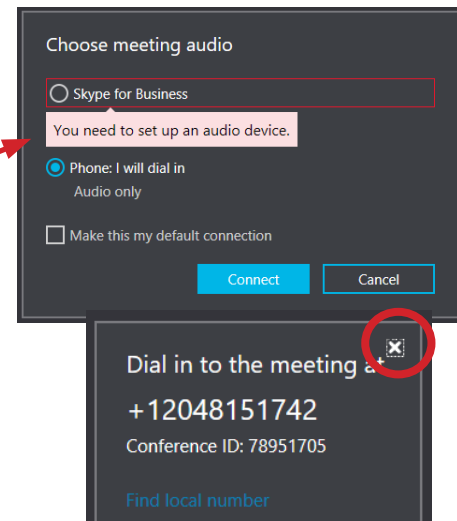 Choose meeting audio
Skype for Business
You need to set up an audio device.
Phone: I will dial in
Audio only
Make this my default connection
Connect Cancel
Dial in to the meeting at
+12048151742
Conference ID: 78951705
Find local number